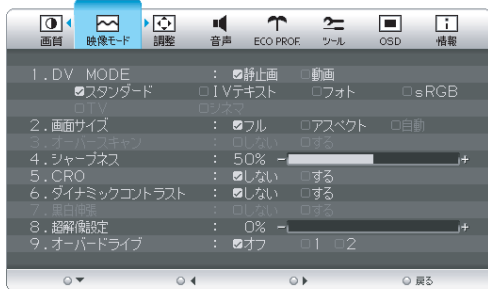 画質 映像モード 調整 音声 ECO PROF. ツール OSD 情報
1.DV MODE : ☑静止画 □動画
☑スタンダード □IVテキスト □フォト □sRGB
□TV □シネマ
2.画面サイズ : ☑フル □アスペクト □自動
3.オーバースキャン : □しない □する
4.シャープネス : 50% − +
5.CRO : ☑しない □する
6.ダイナミックコントラスト : ☑しない □する
7.黒白伸張 : □しない □する
8.超解像設定 : 0% − +
9.オーバードライブ : ☑オフ □1 □2
戻る